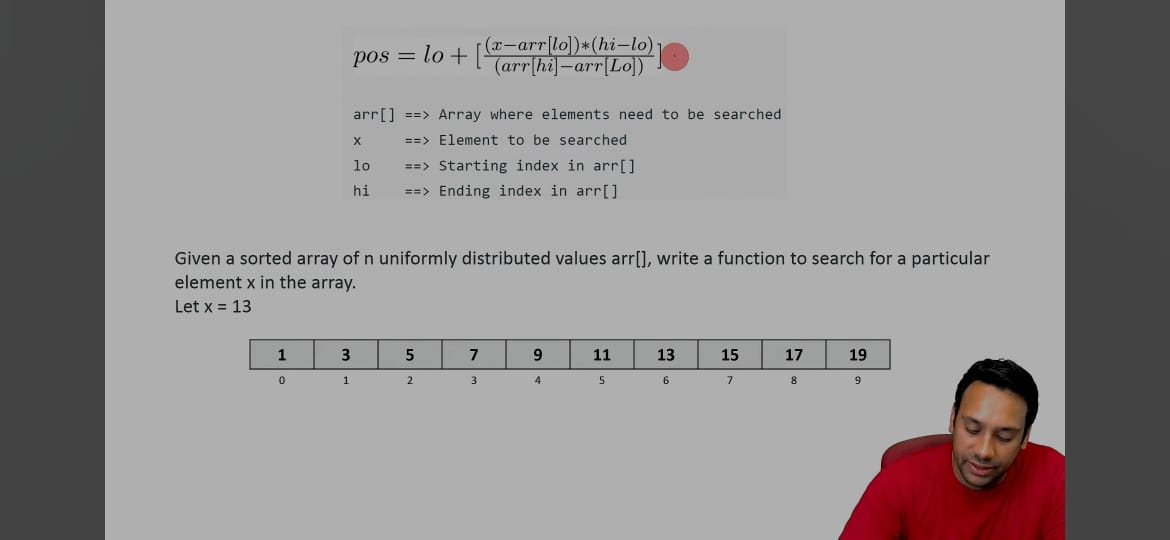 pos = lo + [(x−arr[lo])∗(hi−lo) / (arr[hi]−arr[Lo])]
arr[] ==> Array where elements need to be searched
x ==> Element to be searched
lo ==> Starting index in arr[]
hi ==> Ending index in arr[]
Given a sorted array of n uniformly distributed values arr[], write a function to search for a particular
element x in the array.
Let x = 13
1 3 5 7 9 11 13 15 17 19
0 1 2 3 4 5 6 7 8 9